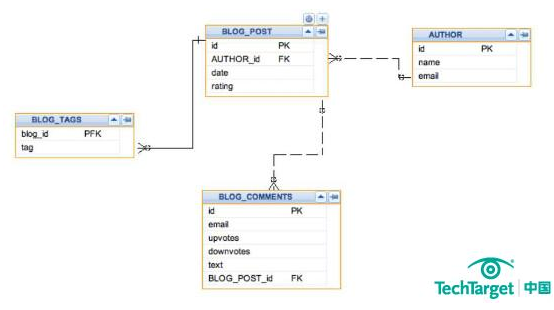 BLOG_POST
id PK
AUTHOR_id FK
date
rating
AUTHOR
id PK
name
email
BLOG_TAGS
blog_id PFK
tag
BLOG_COMMENTS
id PK
email
upvotes
downvotes
text
BLOG_POST_id FK
TechTarget | 中国